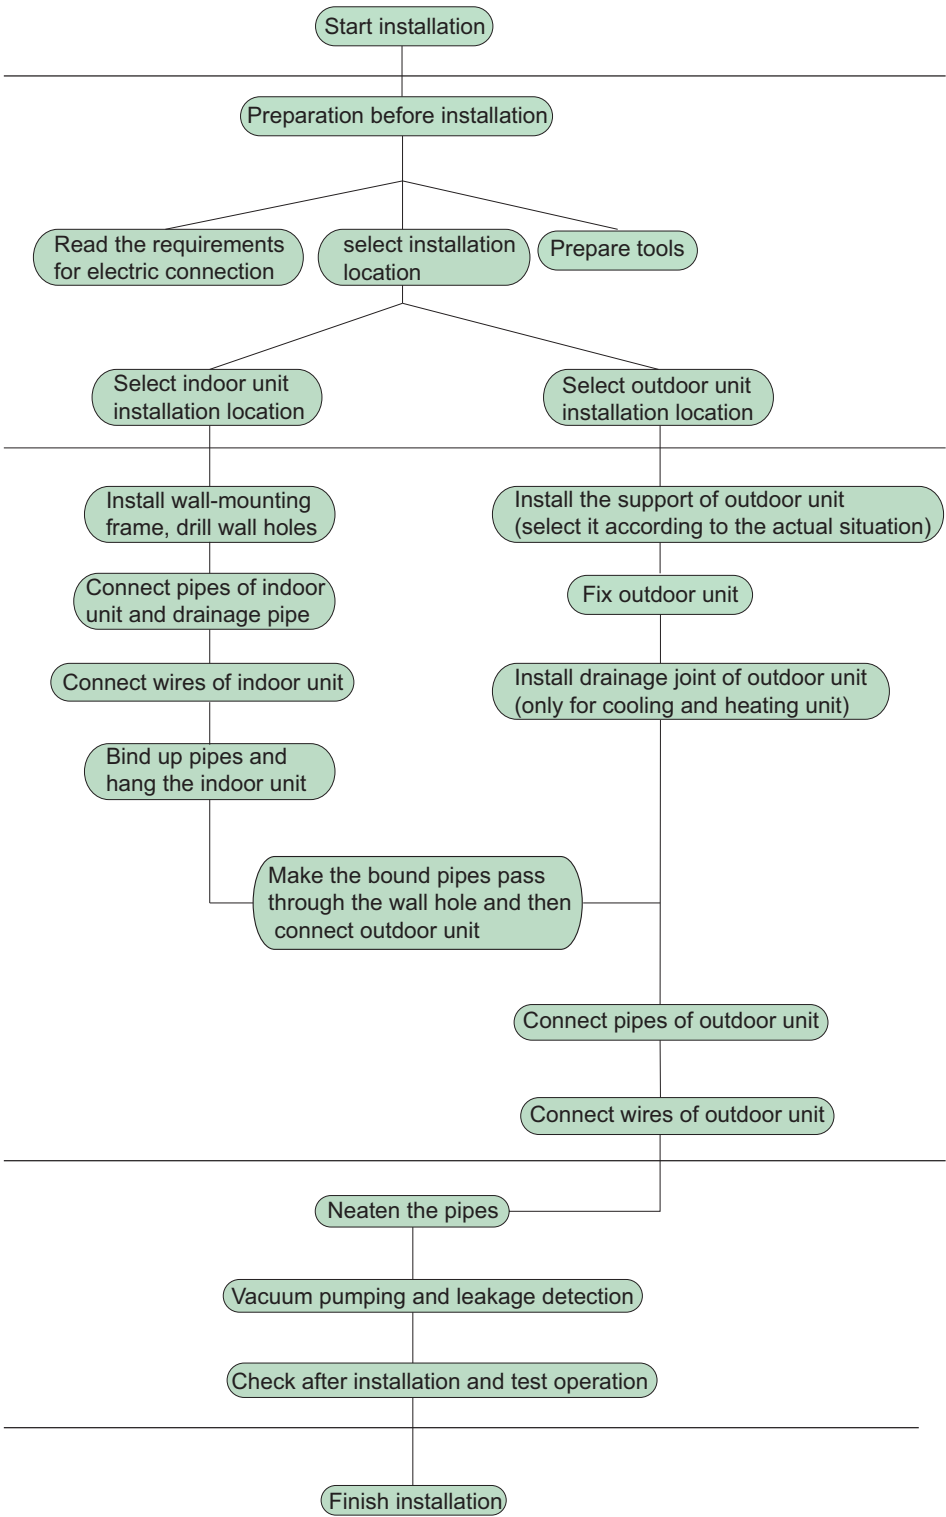 Start installation
Preparation before installation
Read the requirements
for electric connection
select installation
location
Prepare tools
Select indoor unit
installation location
Select outdoor unit
installation location
Install wall-mounting
frame, drill wall holes
Connect pipes of indoor
unit and drainage pipe
Connect wires of indoor unit
Bind up pipes and
hang the indoor unit
Install the support of outdoor unit
(select it according to the actual situation)
Fix outdoor unit
Install drainage joint of outdoor unit
(only for cooling and heating unit)
Make the bound pipes pass
through the wall hole and then
connect outdoor unit
Connect pipes of outdoor unit
Connect wires of outdoor unit
Neaten the pipes
Vacuum pumping and leakage detection
Check after installation and test operation
Finish installation